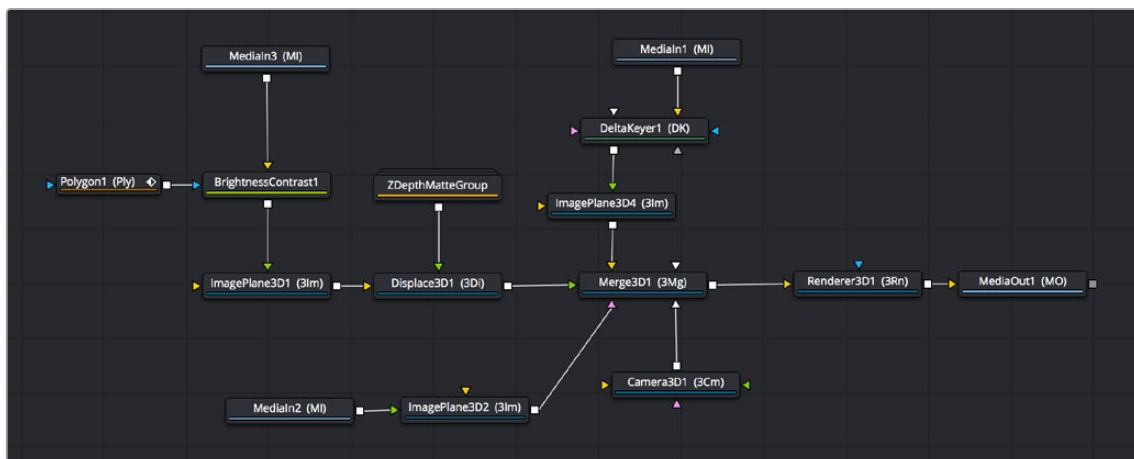 MediaIn3 (MI)
MediaIn1 (MI)
DeltaKeyer1 (DK)
Polygon1 (Ply)
BrightnessContrast1
ZDepthMatteGroup
ImagePlane3D4 (3Im)
ImagePlane3D1 (3Im)
Displace3D1 (3Di)
Merge3D1 (3Mg)
Renderer3D1 (3Rn)
MediaOut1 (MO)
Camera3D1 (3Cm)
MediaIn2 (MI)
ImagePlane3D2 (3Im)